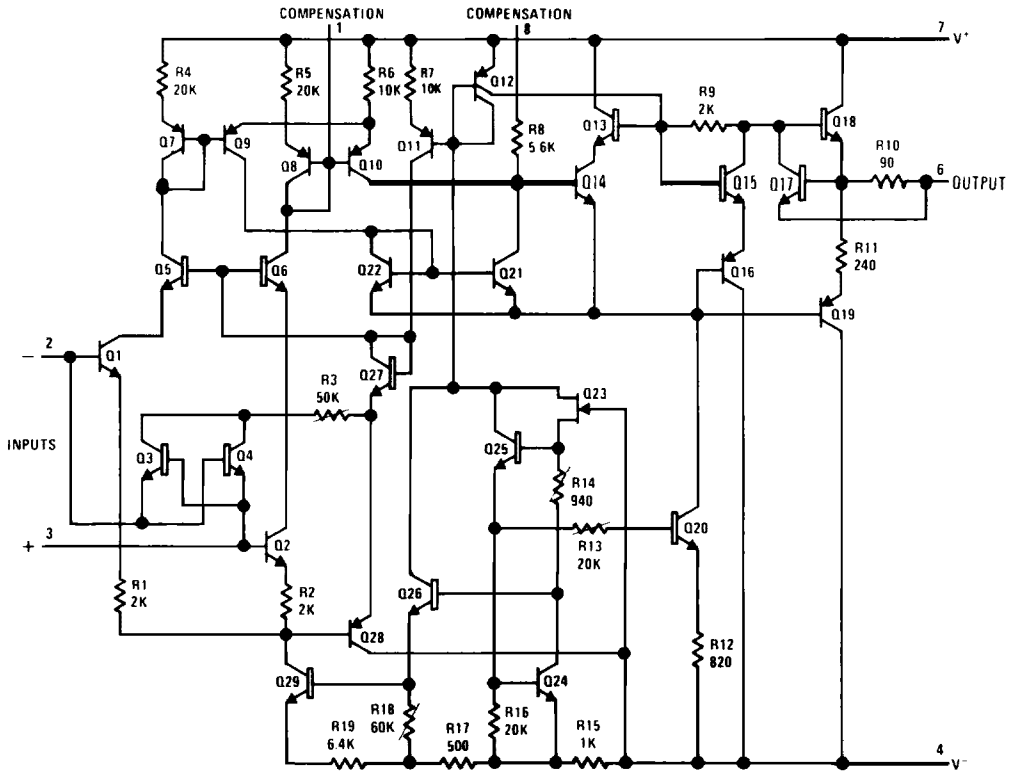 COMPENSATION COMPENSATION
1 8
7 V+
R4 20K
R5 20K
R6 10K
R7 10K
Q12
R8 5.6K
Q13
R9 2K
Q18
Q7
Q9
Q8
Q10
Q11
Q14
Q15
Q17
R10 90
6 OUTPUT
Q5
Q6
Q22
Q21
Q16
R11 240
Q19
2
−
Q1
Q27
R3 50K
Q23
INPUTS
Q3
Q4
Q25
R14 940
3
+
Q2
R13 20K
Q20
R1 2K
R2 2K
Q26
Q28
R12 820
Q29
R18 60K
R16 20K
Q24
R19 6.4K
R17 500
R15 1K
4 V−